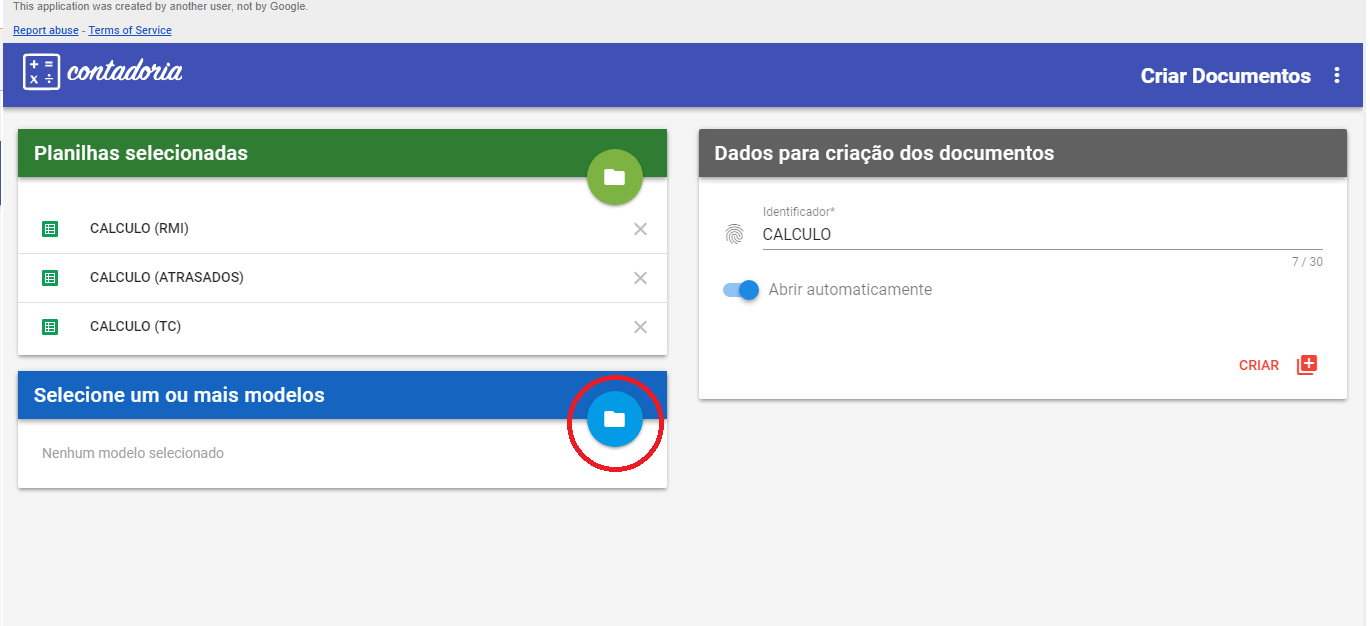 This application was created by another user, not by Google.
Report abuse - Terms of Service
contadoria
Criar Documentos
Planilhas selecionadas
CALCULO (RMI)
CALCULO (ATRASADOS)
CALCULO (TC)
Selecione um ou mais modelos
Nenhum modelo selecionado
Dados para criação dos documentos
Identificador*
CALCULO
7 / 30
Abrir automaticamente
CRIAR